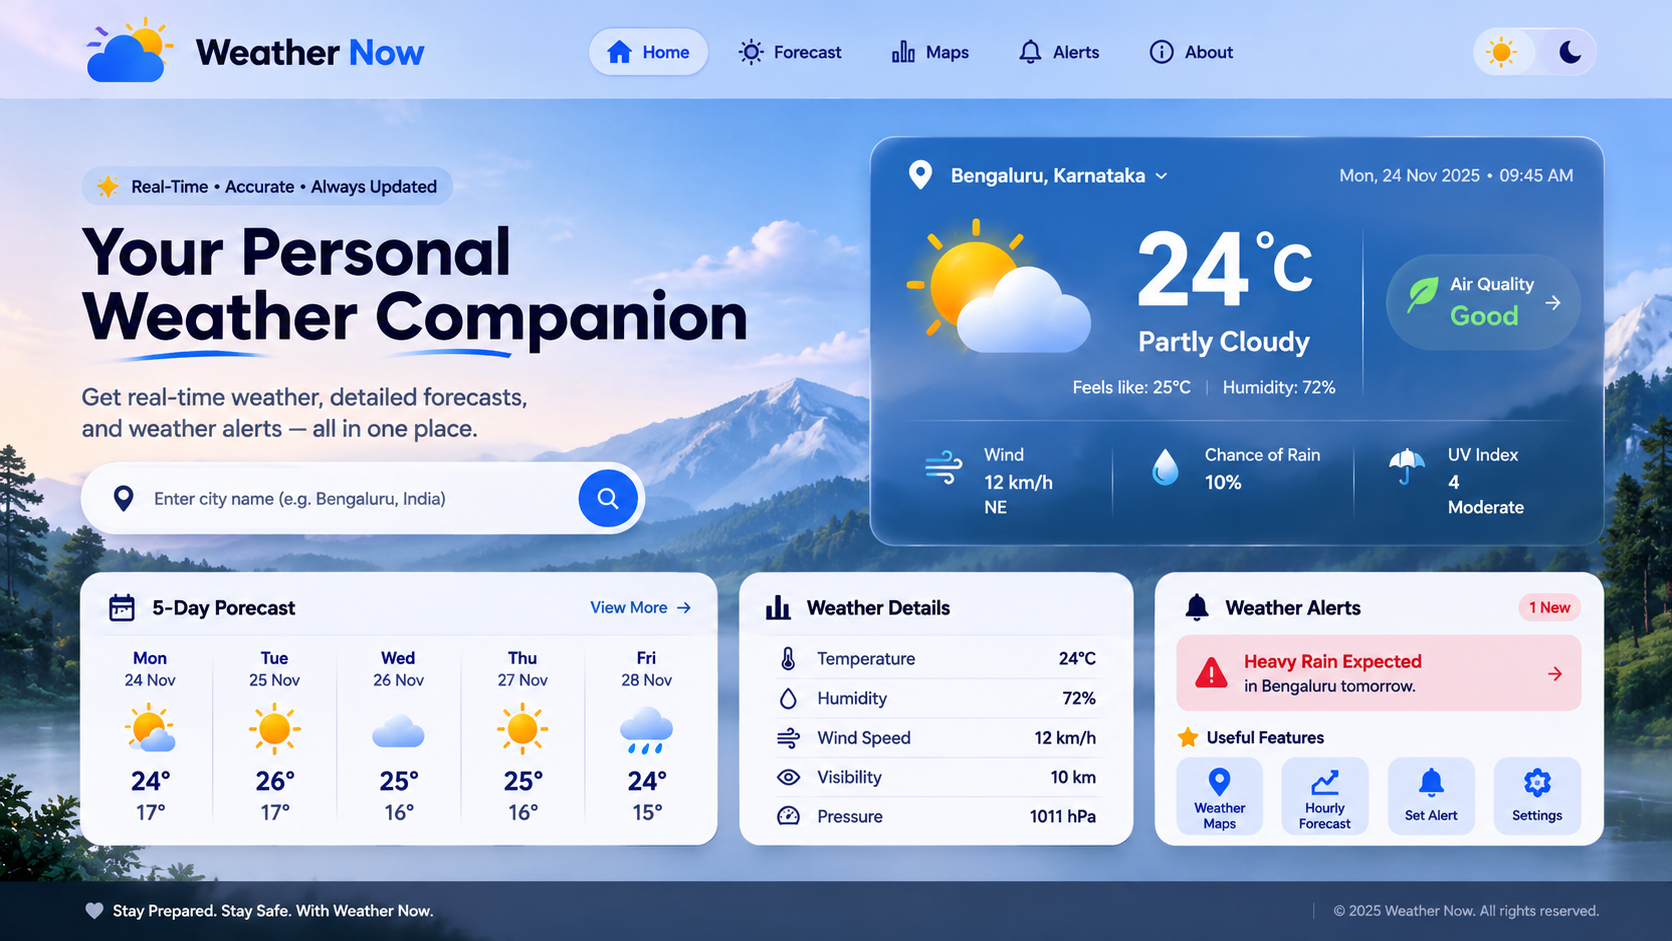 Weather Now
Home
Forecast
Maps
Alerts
About
Real-Time • Accurate • Always Updated
Your Personal
Weather Companion
Get real-time weather, detailed forecasts,
and weather alerts — all in one place.
Enter city name (e.g. Bengaluru, India)
Bengaluru, Karnataka
Mon, 24 Nov 2025 • 09:45 AM
24°C
Partly Cloudy
Feels like: 25°C | Humidity: 72%
Air Quality
Good
Wind
12 km/h
NE
Chance of Rain
10%
UV Index
4
Moderate
5-Day Porecast
View More →
Mon
24 Nov
24°
17°
Tue
25 Nov
26°
17°
Wed
26 Nov
25°
16°
Thu
27 Nov
25°
16°
Fri
28 Nov
24°
15°
Weather Details
Temperature 24°C
Humidity 72%
Wind Speed 12 km/h
Visibility 10 km
Pressure 1011 hPa
Weather Alerts
1 New
Heavy Rain Expected
in Bengaluru tomorrow.
Useful Features
Weather
Maps
Hourly
Forecast
Set Alert
Settings
Stay Prepared. Stay Safe. With Weather Now.
© 2025 Weather Now. All rights reserved.